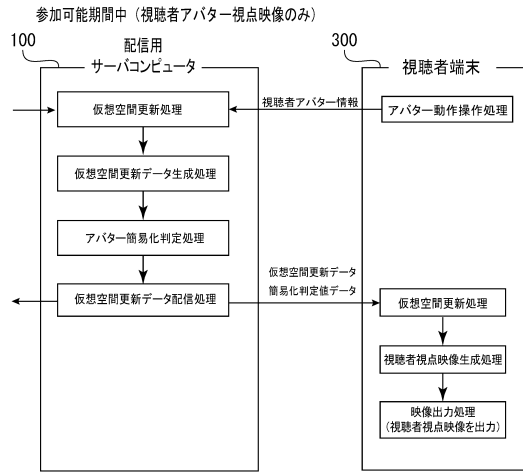 参加可能期間中（視聴者アバター視点映像のみ）
100
配信用
サーバコンピュータ
300
視聴者端末
仮想空間更新処理
視聴者アバター情報
アバター動作操作処理
仮想空間更新データ生成処理
アバター簡易化判定処理
仮想空間更新データ配信処理
仮想空間更新データ
簡易化判定値データ
仮想空間更新処理
視聴者視点映像生成処理
映像出力処理
（視聴者視点映像を出力）